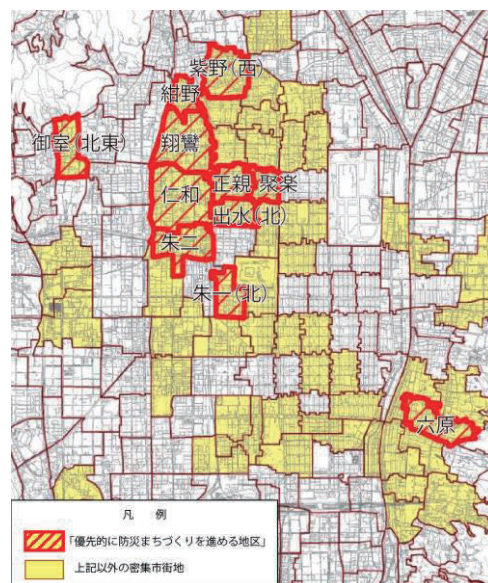 紫野(西)
紺野
御室(北東)
翔鸞
仁和
正親
聚楽
出水(北)
朱二
朱一(北)
六原
凡 例
「優先的に防災まちづくりを進める地区」
上記以外の密集市街地